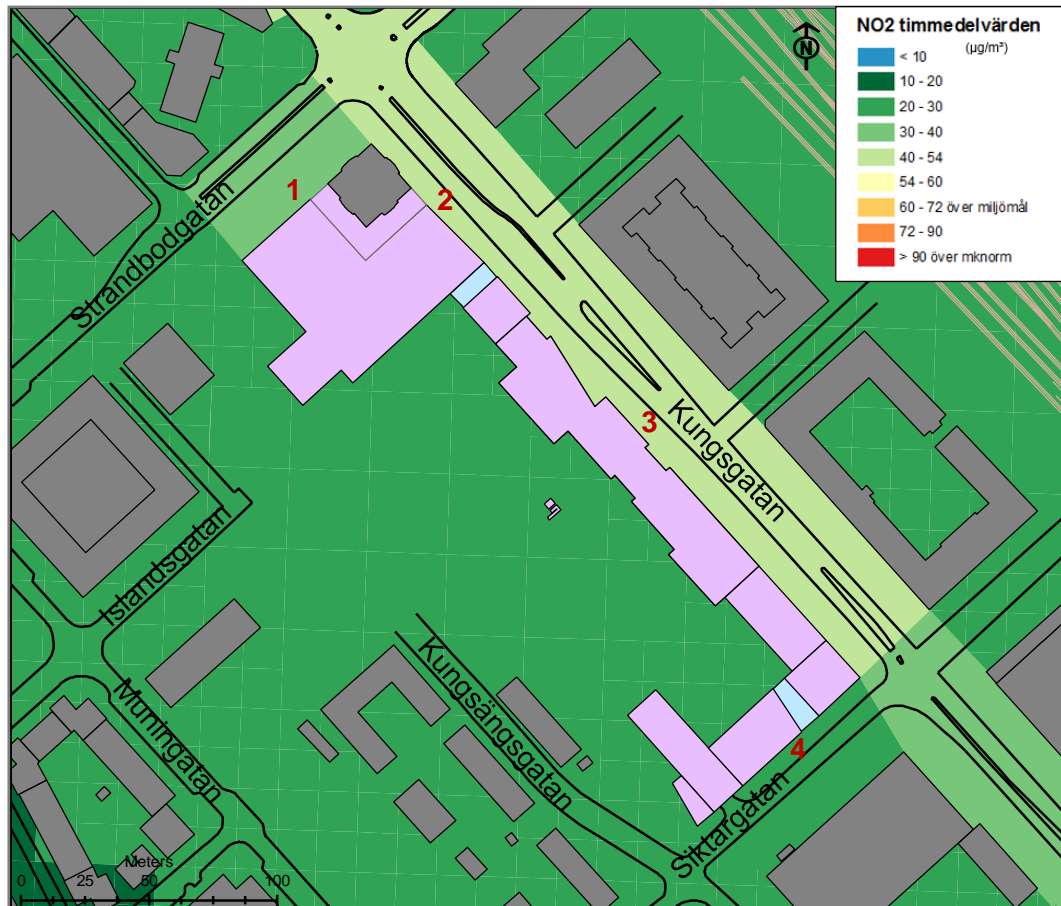 NO2 timmedelvärden
(µg/m³)
< 10
10 - 20
20 - 30
30 - 40
40 - 54
54 - 60
60 - 72 över miljömål
72 - 90
> 90 över mknorm
N
1
2
Strandbodgatan
3
Kungsgatan
Islandsgatan
Kungsängsgatan
Muningatan
4
Siktargatan
Meters
0 25 50 100